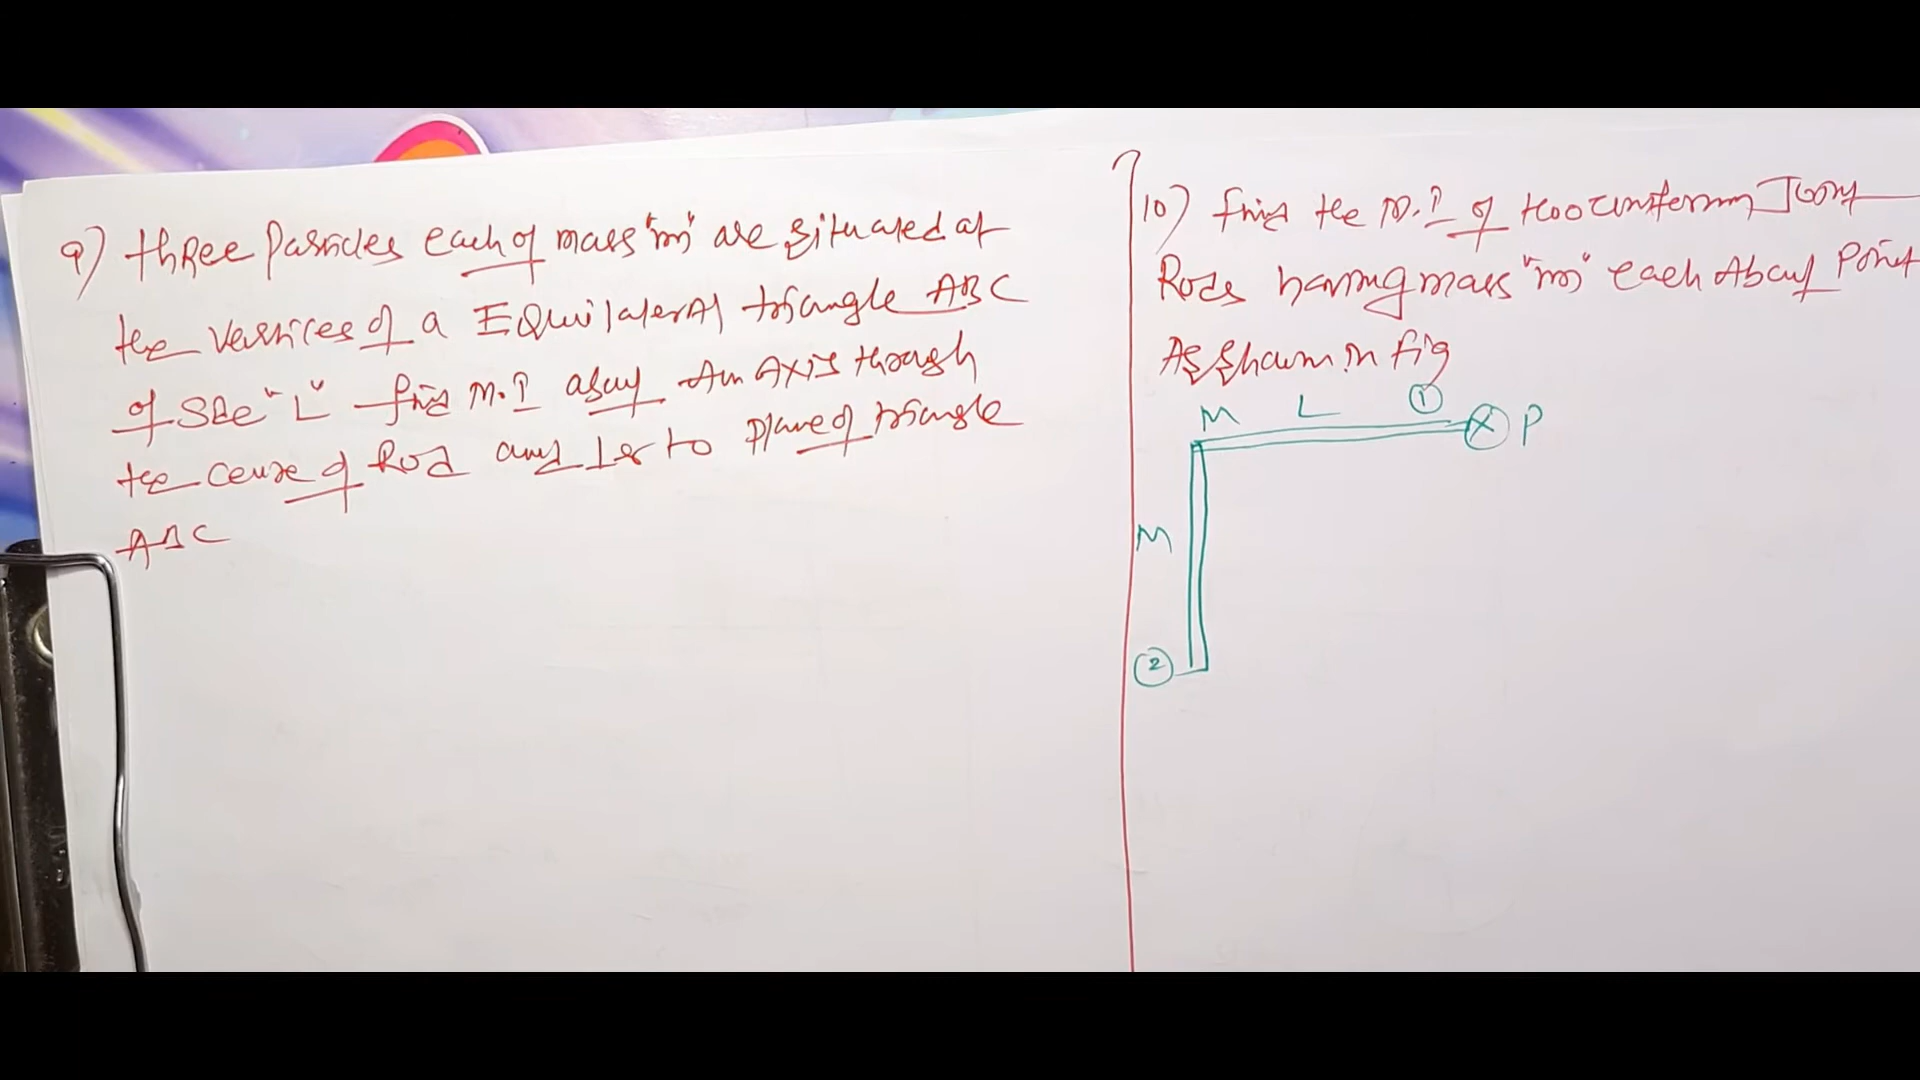 9) three Particles each of mass "m" are situated at
the vertices of a EQuilateral triangle ABC
of Side "L" find M.I about An Axis through
the centre of Rod and ⊥er to plane of triangle
ABC
10) find the M.I of two uniform Joint
Rods having mass "m" each About Point
As shown in fig
M L 1
P
M
2